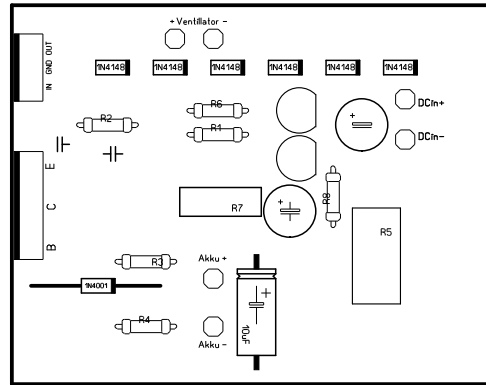 + Ventillator -
IN GND OUT
1N4148 1N4148 1N4148 1N4148 1N4148 1N4148
DCin+
R6
R2
R1
+
DCin-
E
C
B
R8
R7
+
R5
R3
Akku +
1N4001
+
R4
10uF
Akku -